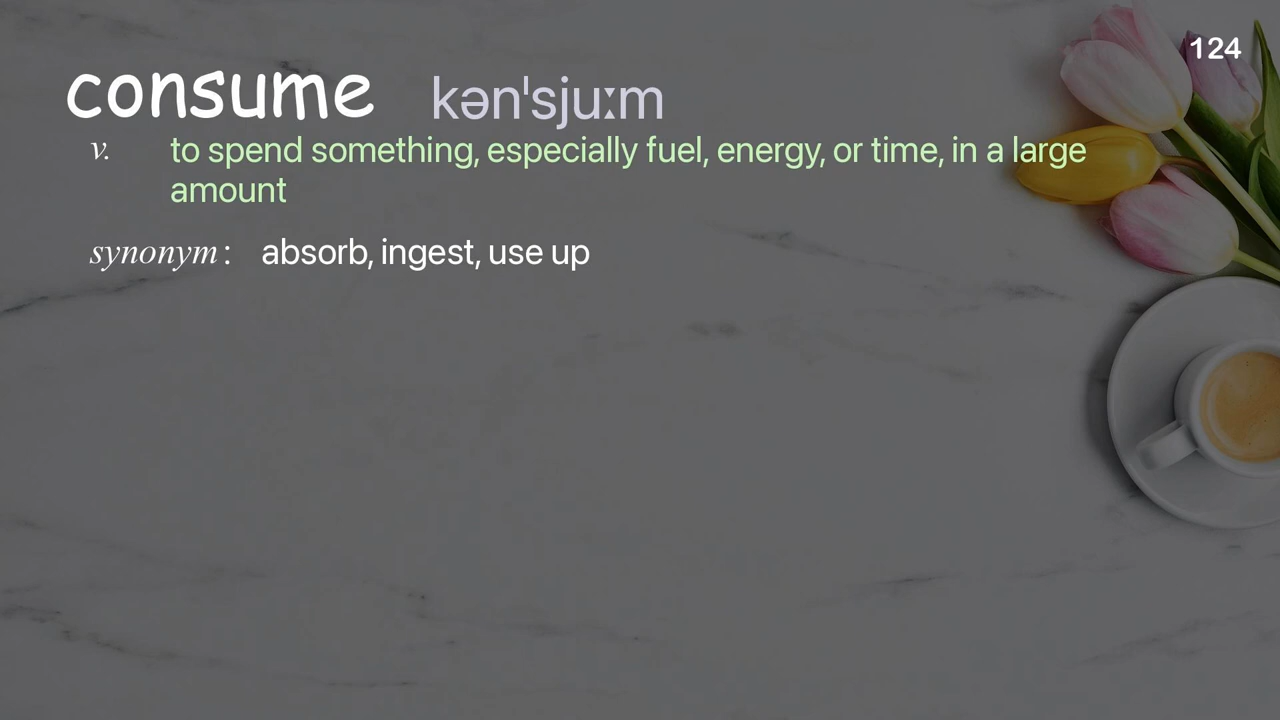 124
consume kən'sjuːm
v. to spend something, especially fuel, energy, or time, in a large
amount
synonym : absorb, ingest, use up